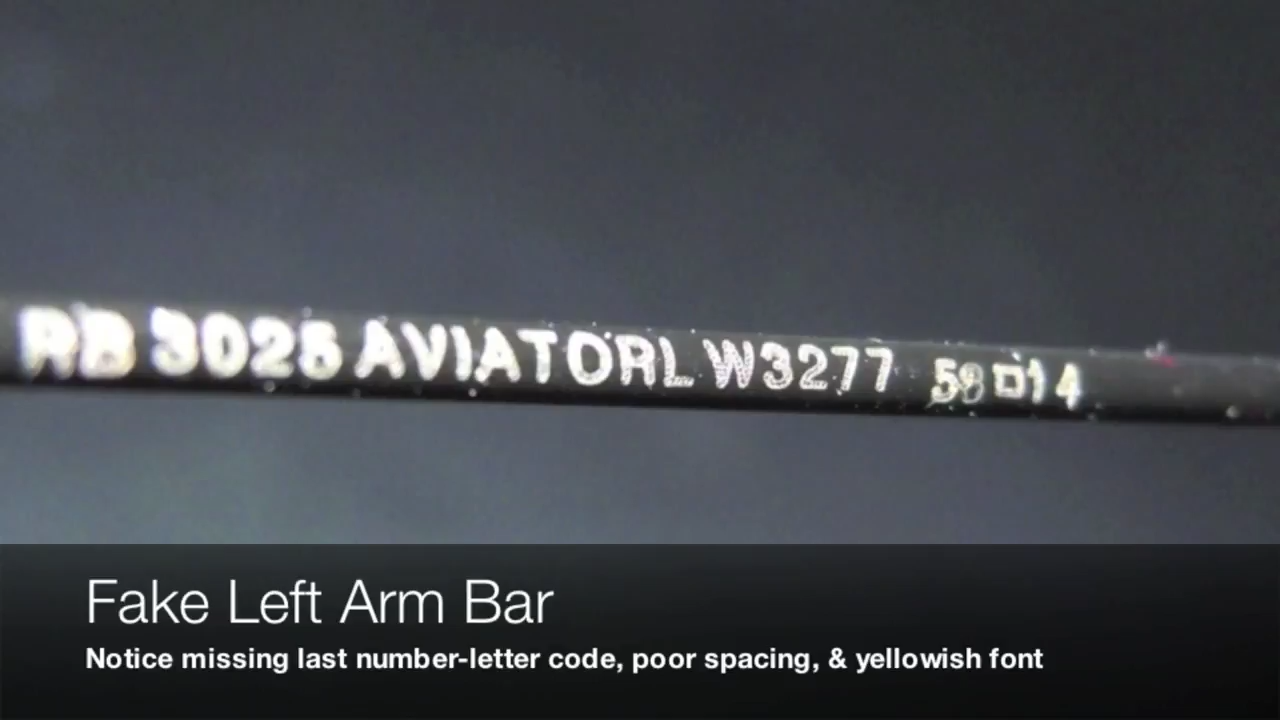 RB 3025 AVIATORL W3277 58□14
Fake Left Arm Bar
Notice missing last number-letter code, poor spacing, & yellowish font